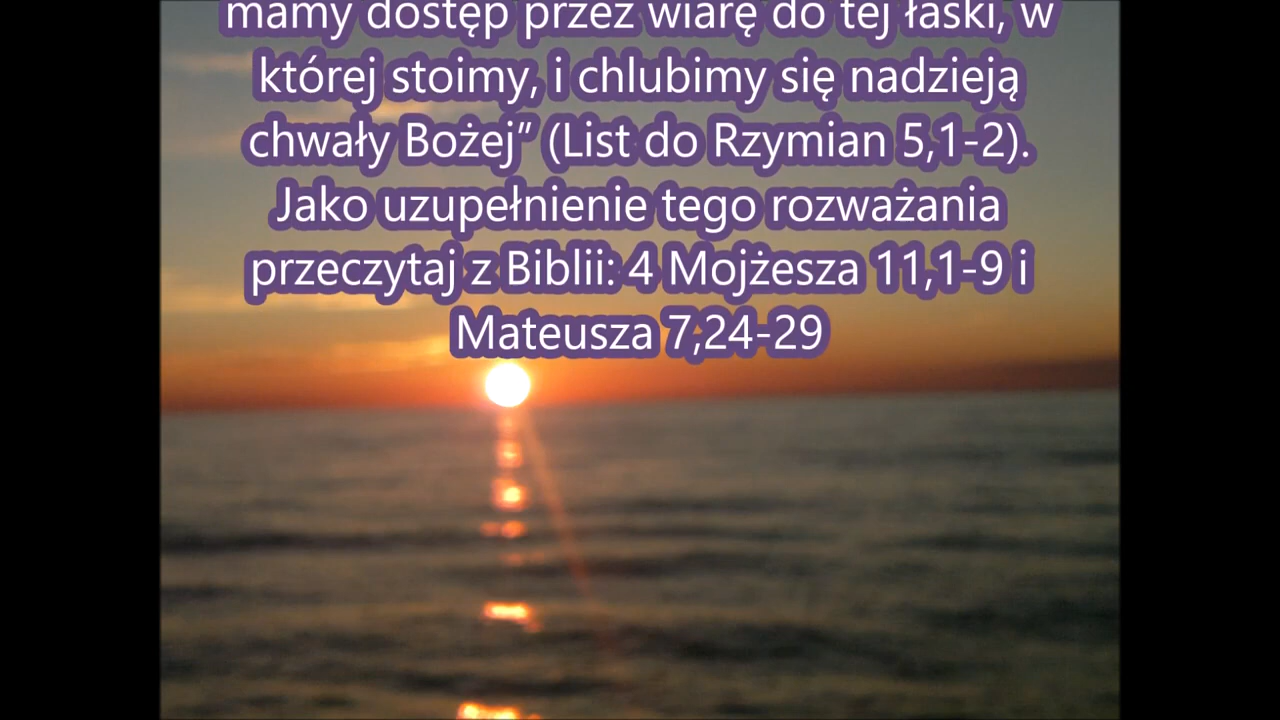 mamy dostęp przez wiarę do tej łaski, w
której stoimy, i chlubimy się nadzieją
chwały Bożej” (List do Rzymian 5,1-2).
Jako uzupełnienie tego rozważania
przeczytaj z Biblii: 4 Mojżesza 11,1-9 i
Mateusza 7,24-29